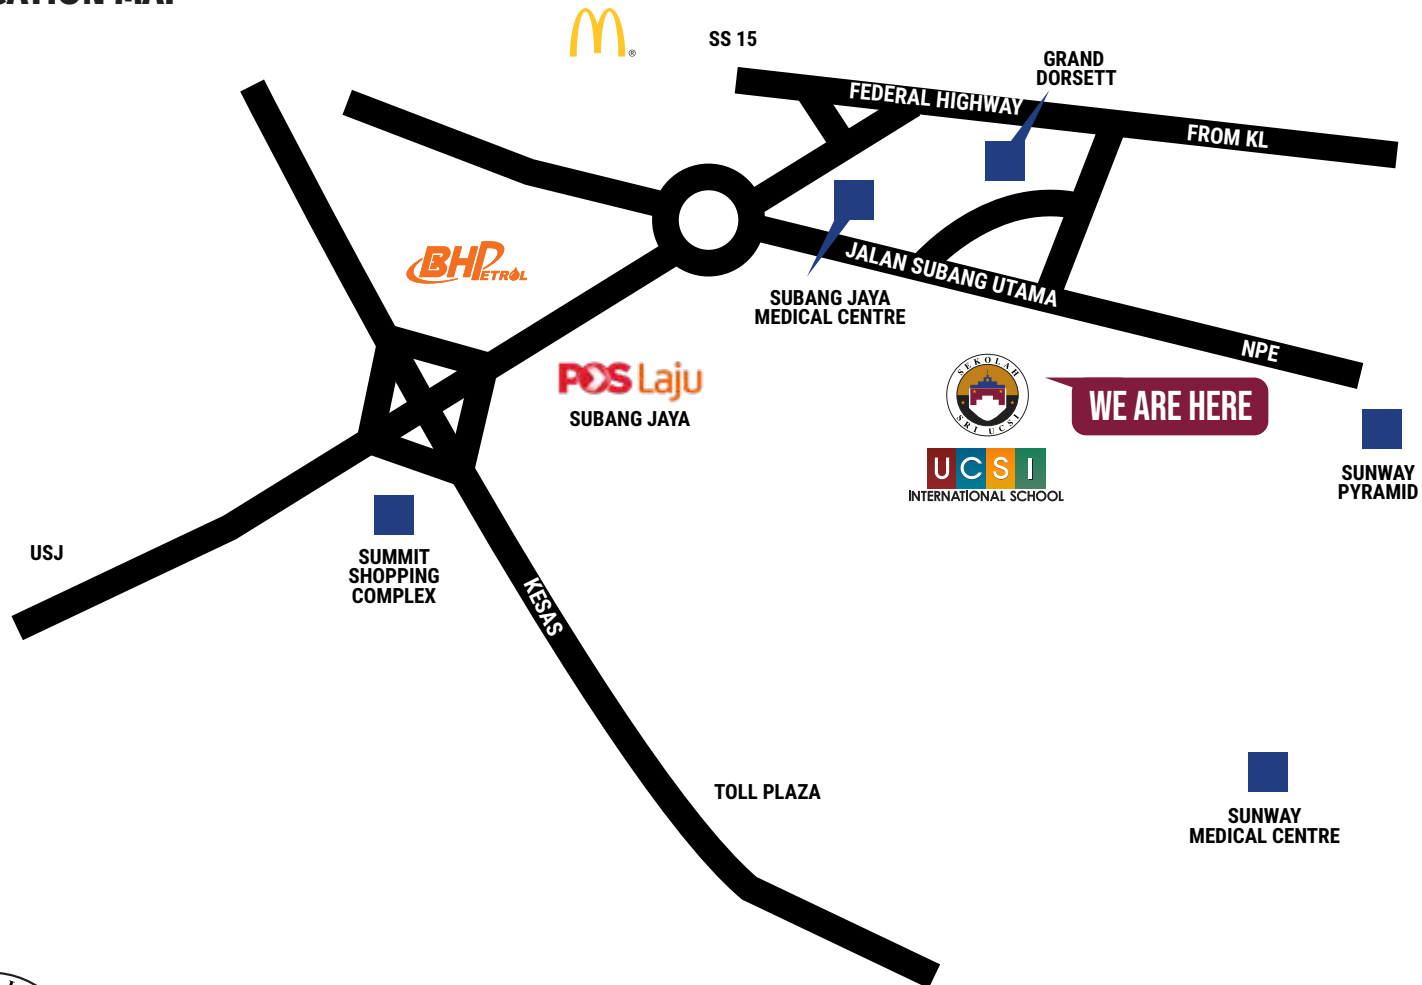 SS 15
GRAND
DORSETT
FEDERAL HIGHWAY
FROM KL
BHPETROL
JALAN SUBANG UTAMA
SUBANG JAYA
MEDICAL CENTRE
NPE
POS Laju
SUBANG JAYA
SEKOLAH
SRI UCSI
WE ARE HERE
UCSI
INTERNATIONAL SCHOOL
SUNWAY
PYRAMID
USJ
SUMMIT
SHOPPING
COMPLEX
KESAS
TOLL PLAZA
SUNWAY
MEDICAL CENTRE